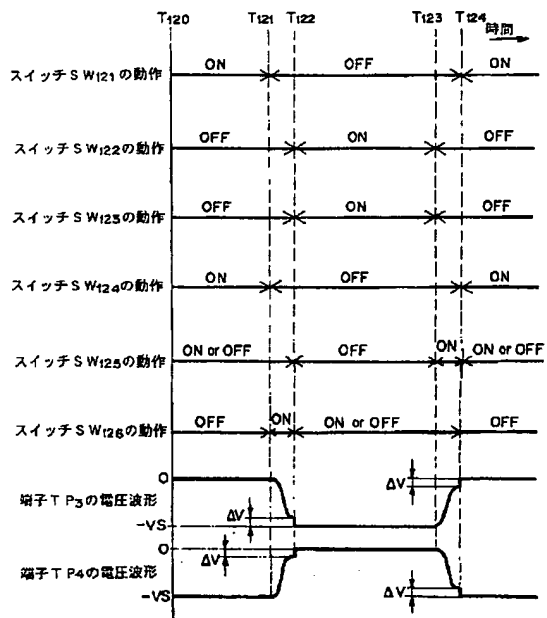 T120 T121 T122 T123 T124
時間
スイッチSW121の動作 ON OFF ON
スイッチSW122の動作 OFF ON OFF
スイッチSW123の動作 OFF ON OFF
スイッチSW124の動作 ON OFF ON
スイッチSW125の動作 ON or OFF OFF ON ON or OFF
スイッチSW126の動作 OFF ON ON or OFF OFF
0
端子TP3の電圧波形 ΔV ΔV
-VS
0
端子TP4の電圧波形 ΔV ΔV
-VS